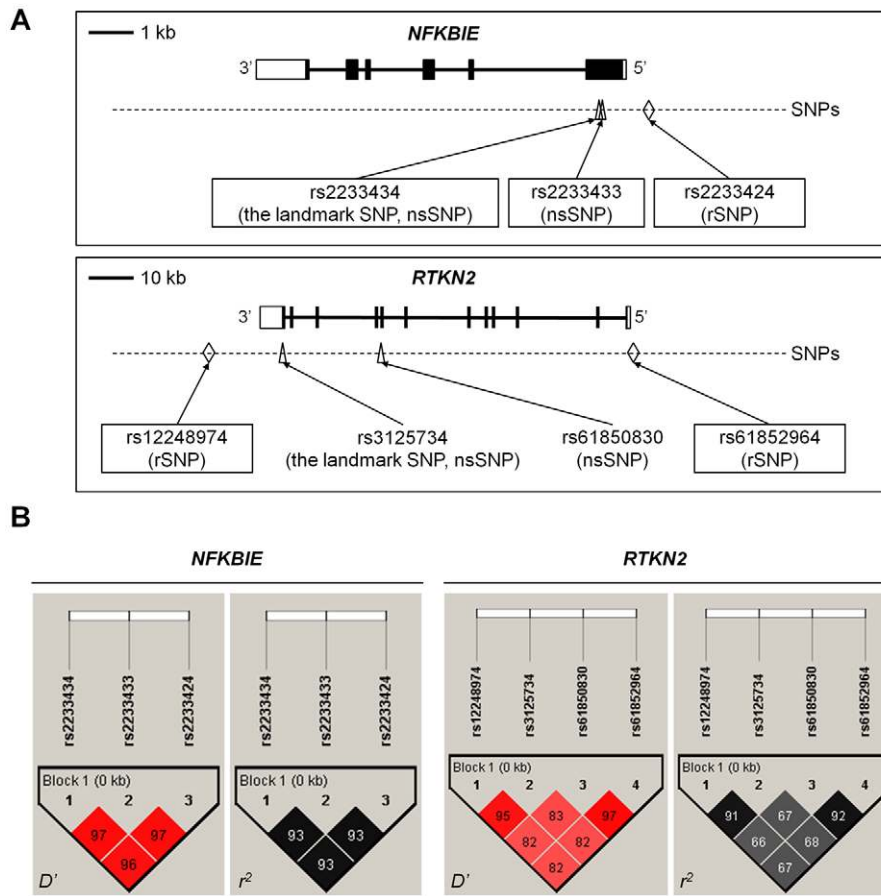 A
1 kb
NFKBIE
3’ 5’
SNPs
rs2233434 rs2233433 rs2233424
(the landmark SNP, nsSNP) (nsSNP) (rSNP)
10 kb
RTKN2
3’ 5’
SNPs
rs12248974 rs3125734 rs61850830 rs61852964
(rSNP) (the landmark SNP, nsSNP) (nsSNP) (rSNP)
B
NFKBIE
rs2233434 rs2233433 rs2233424
Block 1 (0 kb)
1 2 3
97 97
96
D’
rs2233434 rs2233433 rs2233424
Block 1 (0 kb)
1 2 3
93 93
93
r²
RTKN2
rs12248974 rs3125734 rs61850830 rs61852964
Block 1 (0 kb)
1 2 3 4
95 83 97
82 82
82
D’
rs12248974 rs3125734 rs61850830 rs61852964
Block 1 (0 kb)
1 2 3 4
91 67 92
66 68
67
r²